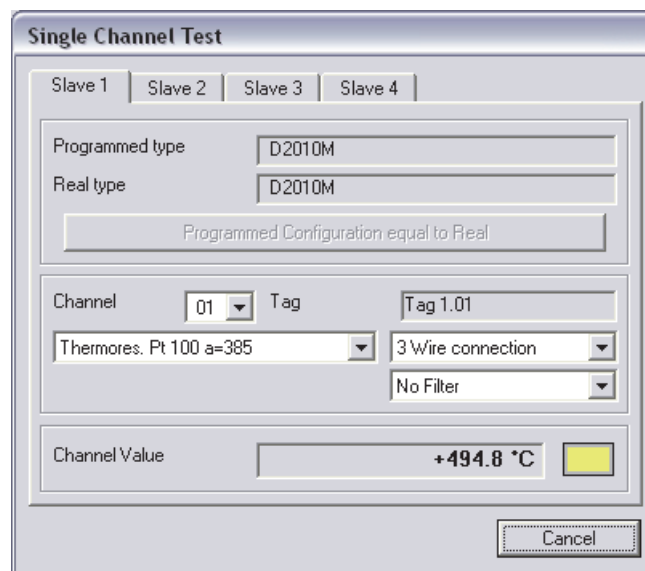 Single Channel Test
Slave 1 Slave 2 Slave 3 Slave 4
Programmed type D2010M
Real type D2010M
Programmed Configuration equal to Real
Channel 01 Tag Tag 1.01
Thermores. Pt 100 a=385 3 Wire connection
No Filter
Channel Value +494.8 °C
Cancel